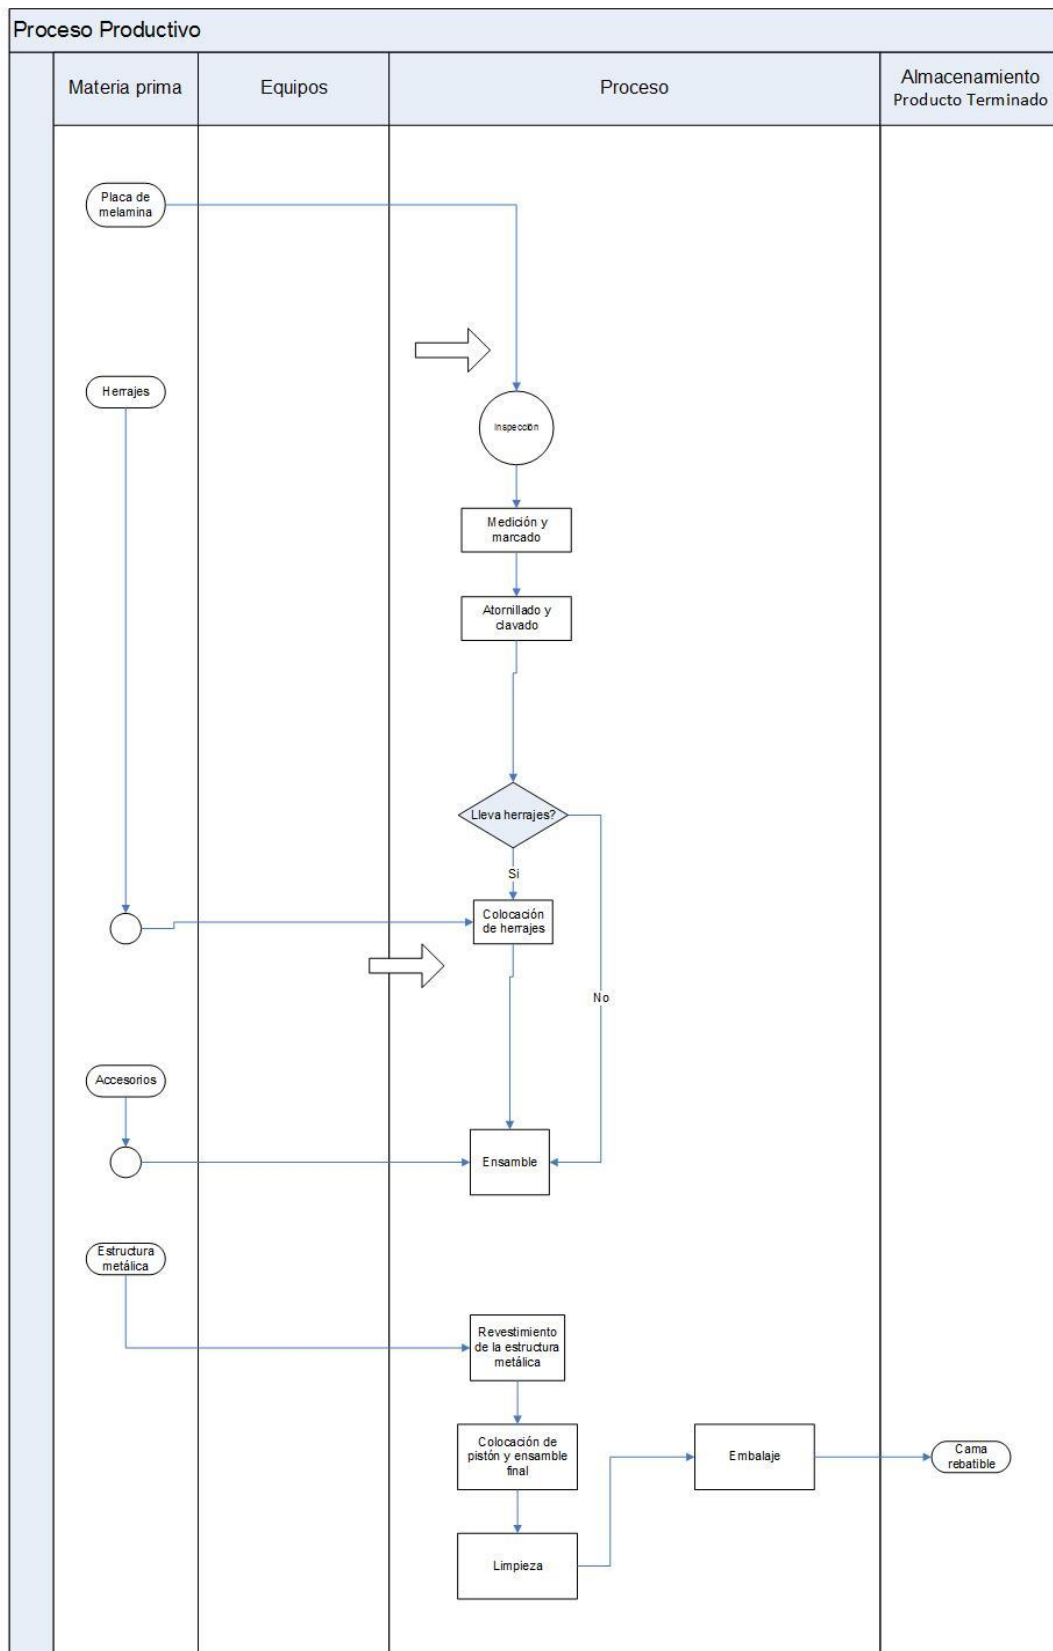 Proceso Productivo
Materia prima
Equipos
Proceso
Almacenamiento
Producto Terminado
Placa de
melamina
Herrajes
Inspección
Medición y
marcado
Atornillado y
clavado
Lleva herrajes?
Si
Colocación
de herrajes
No
Accesorios
Ensamble
Estructura
metálica
Revestimiento
de la estructura
metálica
Colocación de
pistón y ensamble
final
Embalaje
Cama
rebatible
Limpieza